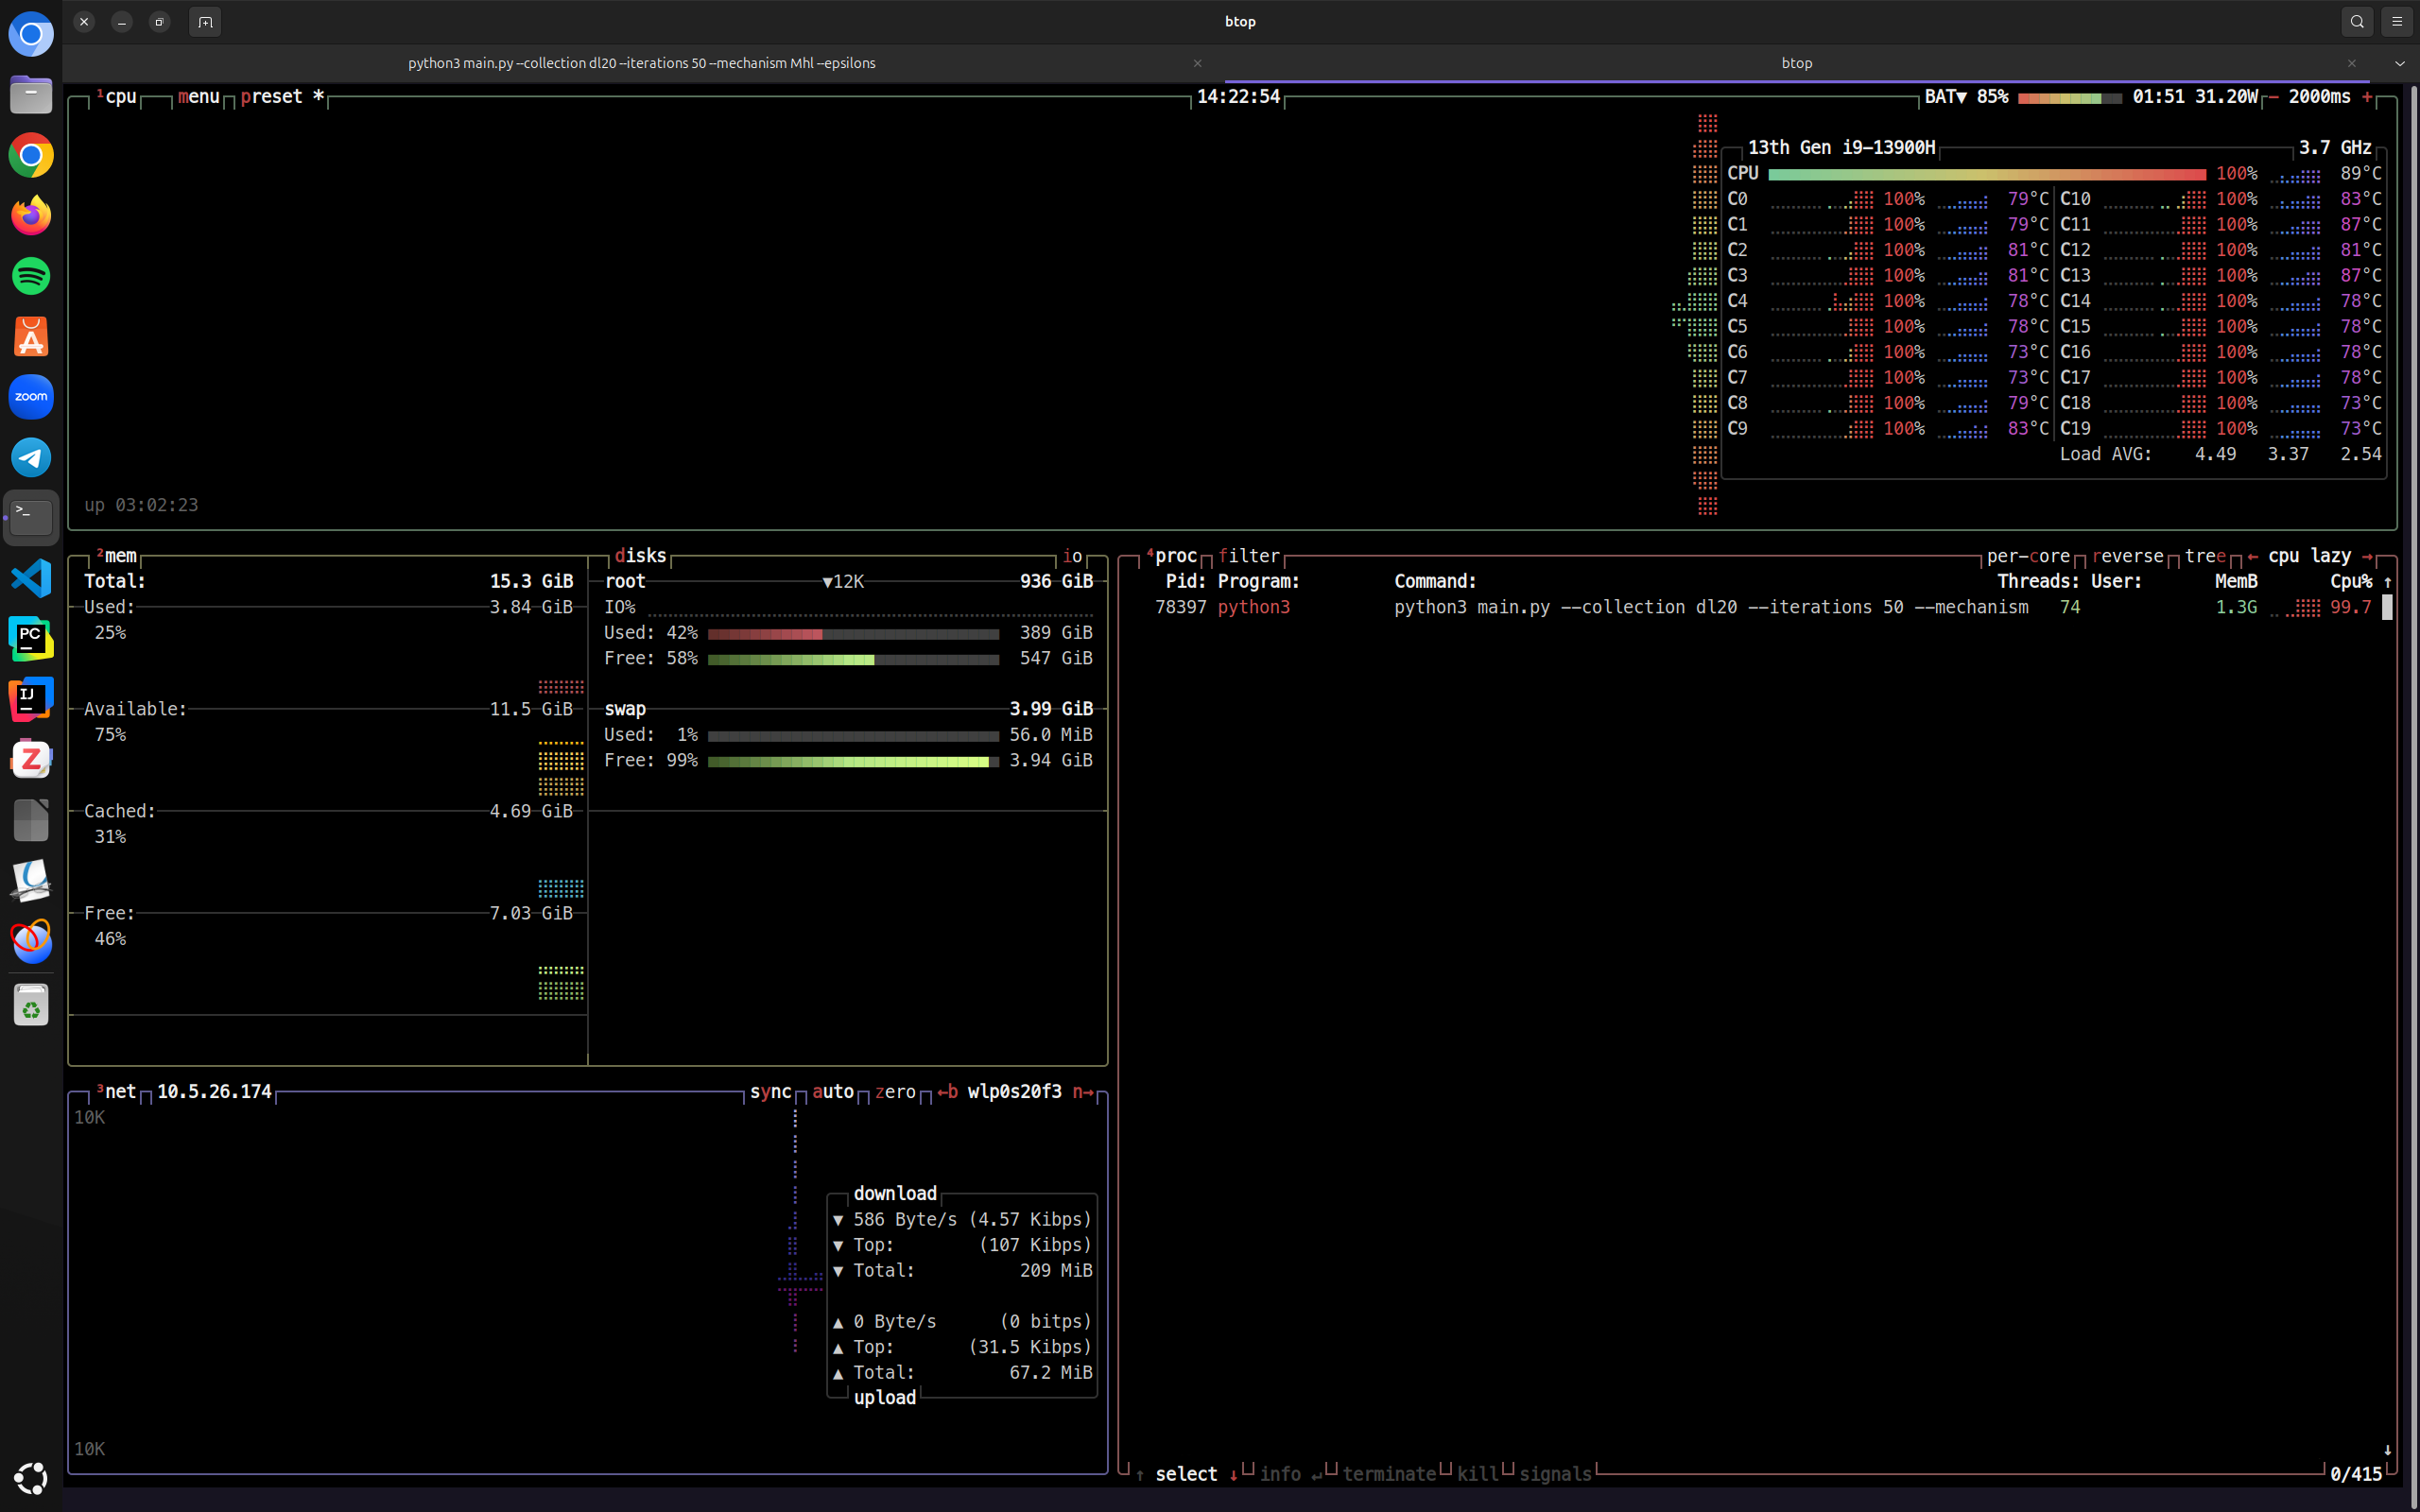 btop
python3 main.py --collection dl20 --iterations 50 --mechanism Mhl --epsilons
btop
¹cpu menu preset * 14:22:54 BAT▼ 85% 01:51 31.20W - 2000ms +
13th Gen i9-13900H 3.7 GHz
CPU 100% 89°C
C0 100% 79°C C10 100% 83°C
C1 100% 79°C C11 100% 87°C
C2 100% 81°C C12 100% 81°C
C3 100% 81°C C13 100% 87°C
C4 100% 78°C C14 100% 78°C
C5 100% 78°C C15 100% 78°C
C6 100% 73°C C16 100% 78°C
C7 100% 73°C C17 100% 78°C
C8 100% 79°C C18 100% 73°C
C9 100% 83°C C19 100% 73°C
Load AVG: 4.49 3.37 2.54
up 03:02:23
²mem
Total: 15.3 GiB
Used: 3.84 GiB
25%
Available: 11.5 GiB
75%
Cached: 4.69 GiB
31%
Free: 7.03 GiB
46%
disks io
root ▼12K 936 GiB
IO%
Used: 42% 389 GiB
Free: 58% 547 GiB
swap 3.99 GiB
Used: 1% 56.0 MiB
Free: 99% 3.94 GiB
³net 10.5.26.174 sync auto zero ←b wlp0s20f3 n→
10K
download
▼ 586 Byte/s (4.57 Kibps)
▼ Top: (107 Kibps)
▼ Total: 209 MiB
▲ 0 Byte/s (0 bitps)
▲ Top: (31.5 Kibps)
▲ Total: 67.2 MiB
upload
10K
⁴proc filter per-core reverse tree ← cpu lazy →
Pid: Program: Command: Threads: User: MemB Cpu% ↑
78397 python3 python3 main.py --collection dl20 --iterations 50 --mechanism 74 1.3G 99.7
↓
↑ select ↓ info ↵ terminate kill signals 0/415
zoom
>_
PC
IJ
Z